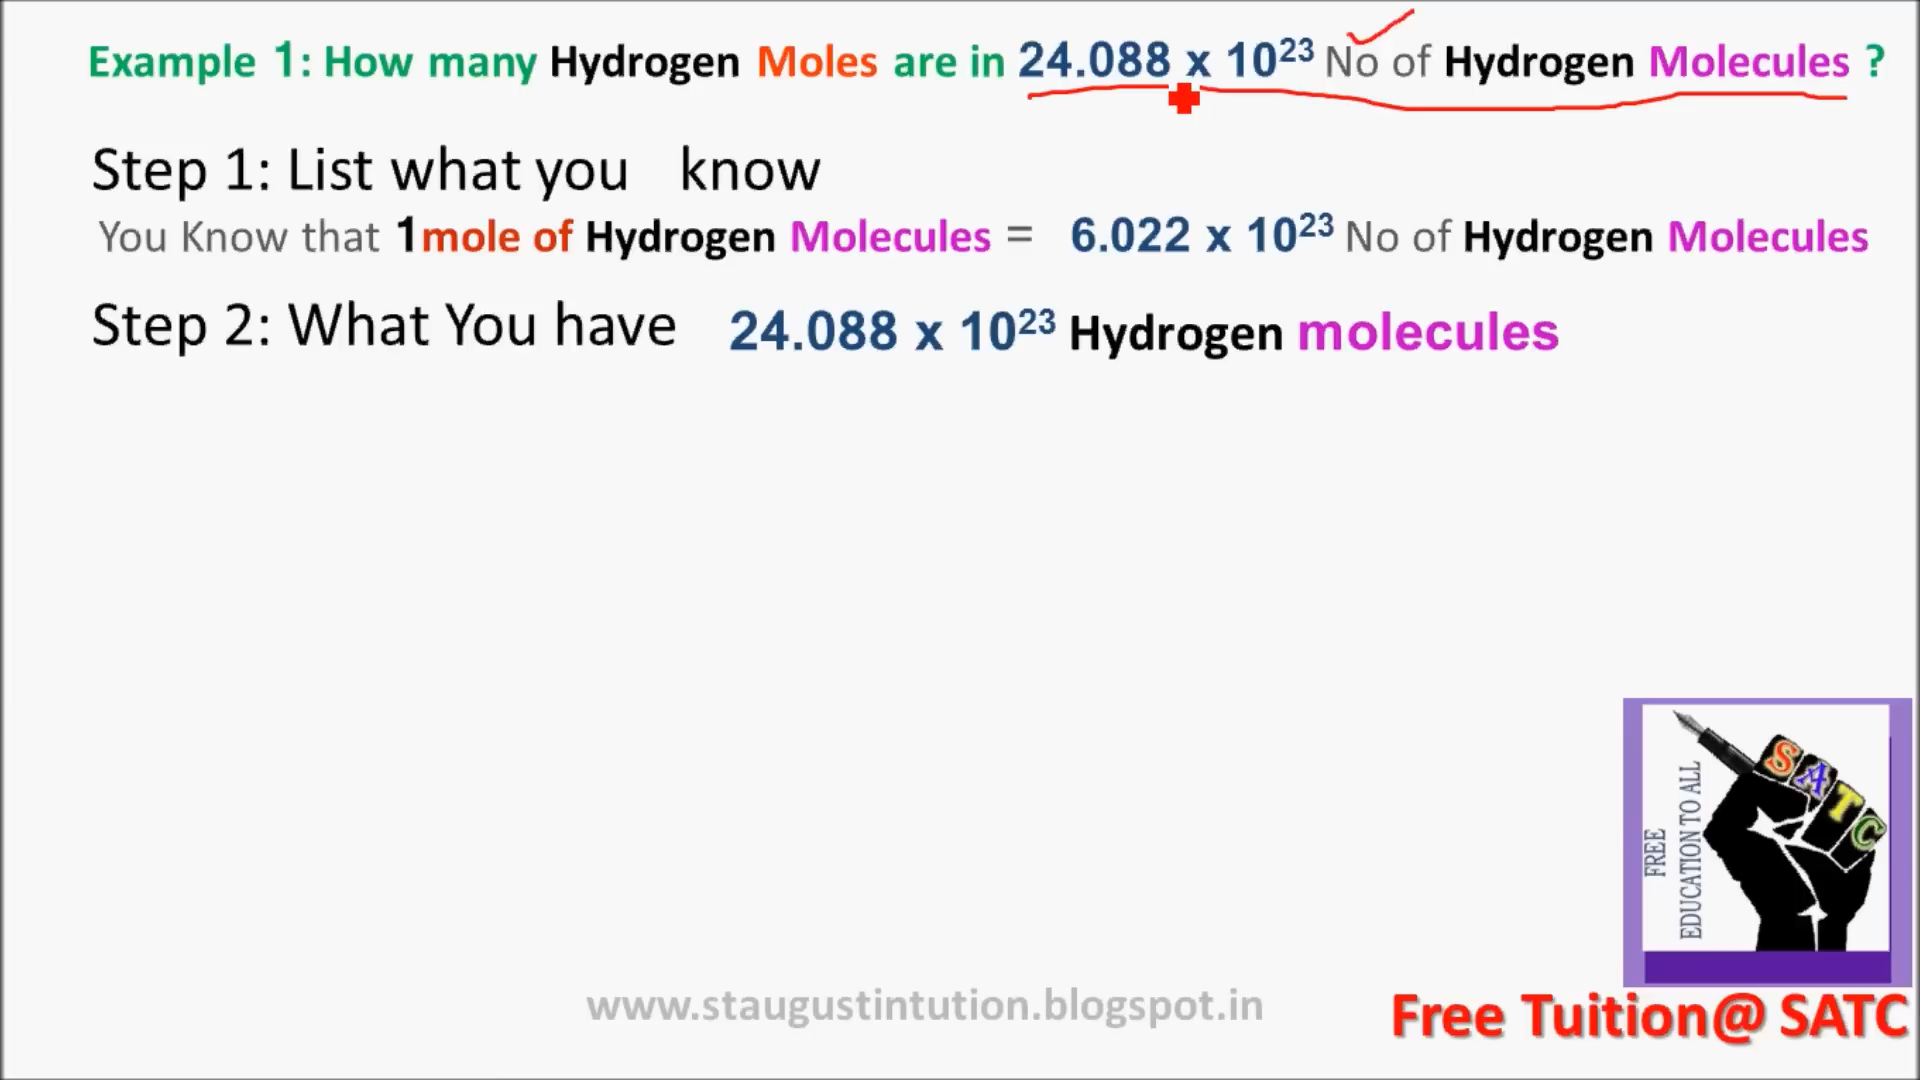 Example 1: How many Hydrogen Moles are in 24.088 x 10²³ No of Hydrogen Molecules ?
Step 1: List what you know
You Know that 1mole of Hydrogen Molecules = 6.022 x 10²³ No of Hydrogen Molecules
Step 2: What You have 24.088 x 10²³ Hydrogen molecules
SATC
FREE
EDUCATION TO ALL
www.staugustintution.blogspot.in
Free Tuition@ SATC